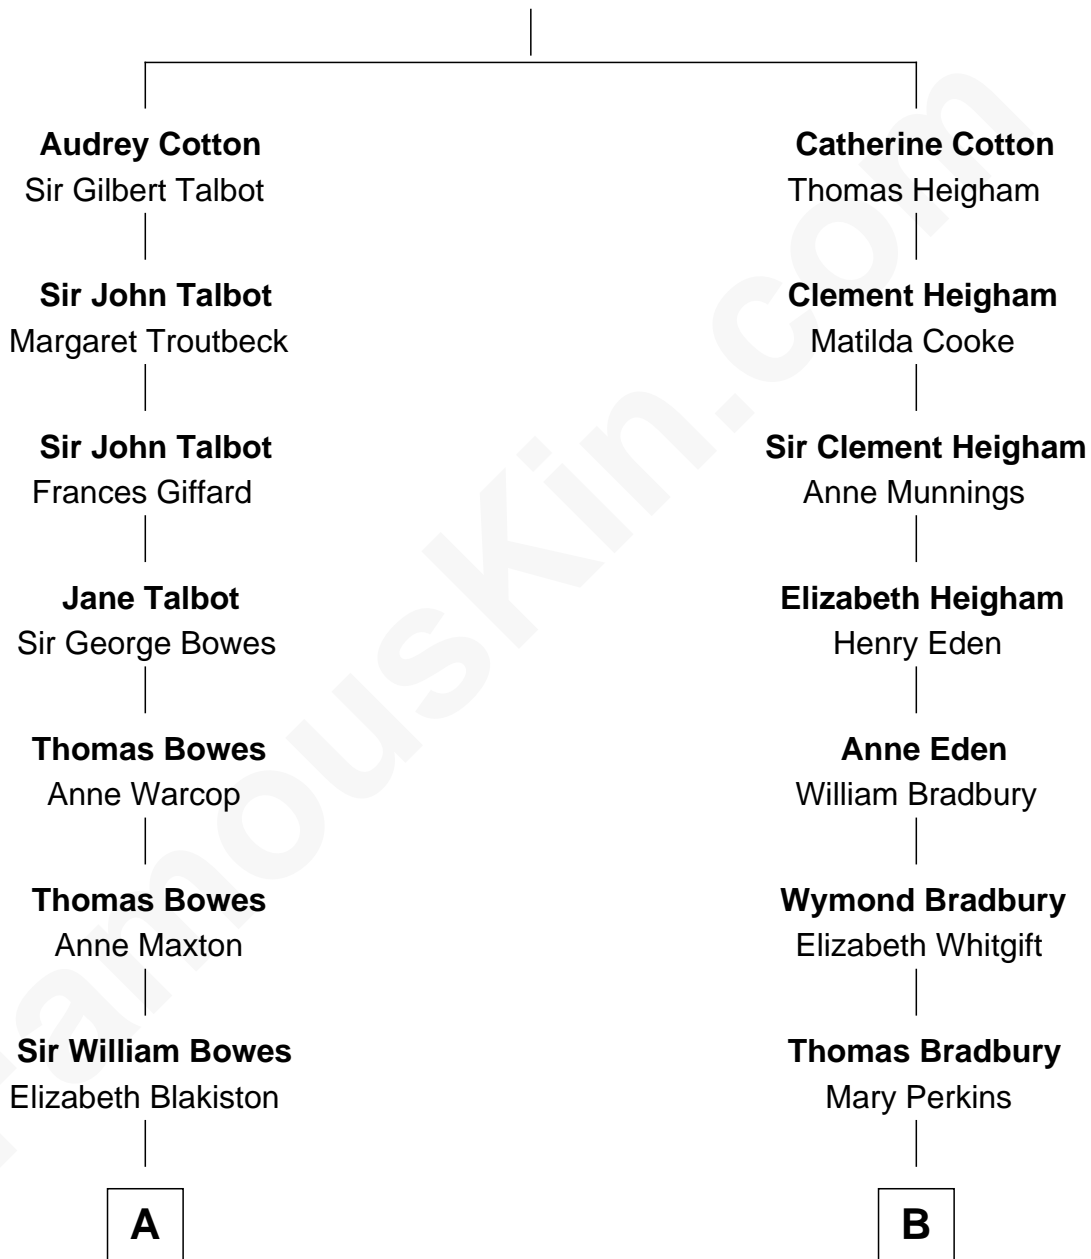 Audrey Cotton
Sir Gilbert Talbot
Sir John Talbot
Margaret Troutbeck
Sir John Talbot
Frances Giffard
Jane Talbot
Sir George Bowes
Thomas Bowes
Anne Warcop
Thomas Bowes
Anne Maxton
Sir William Bowes
Elizabeth Blakiston
A
Catherine Cotton
Thomas Heigham
Clement Heigham
Matilda Cooke
Sir Clement Heigham
Anne Munnings
Elizabeth Heigham
Henry Eden
Anne Eden
William Bradbury
Wymond Bradbury
Elizabeth Whitgift
Thomas Bradbury
Mary Perkins
B
FamousKin.com